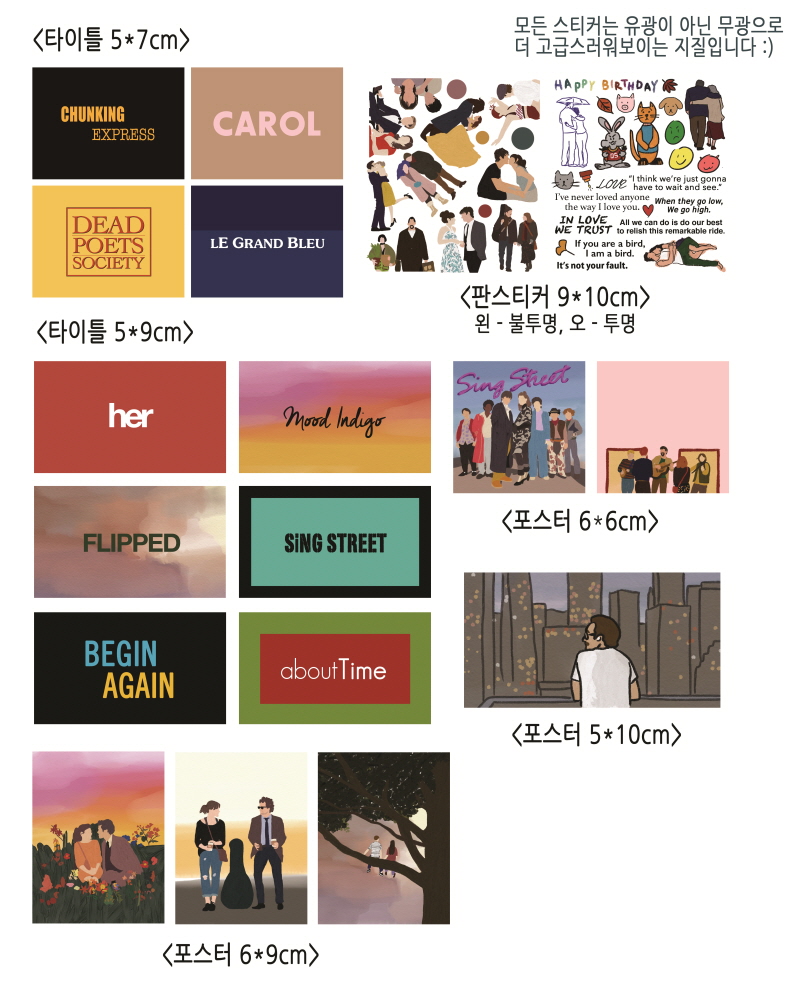 모든 스티커는 유광이 아닌 무광으로
더 고급스러워보이는 지질입니다 :)
<타이틀 5*7cm>
CHUNKING
EXPRESS
CAROL
DEAD
POETS
SOCIETY
LE GRAND BLEU
HAPPY BIRTHDAY
LOVE
"I think we're just gonna
have to wait and see."
I've never loved anyone
the way I love you.
When they go low,
We go high.
IN LOVE
WE TRUST
All we can do is do our best
to relish this remarkable ride.
If you are a bird,
I am a bird.
It's not your fault.
<판스티커 9*10cm>
왼 - 불투명, 오 - 투명
<타이틀 5*9cm>
her
Mood Indigo
FLIPPED
SiNG STREET
BEGIN
AGAIN
aboutTime
Sing Street
<포스터 6*6cm>
<포스터 5*10cm>
<포스터 6*9cm>